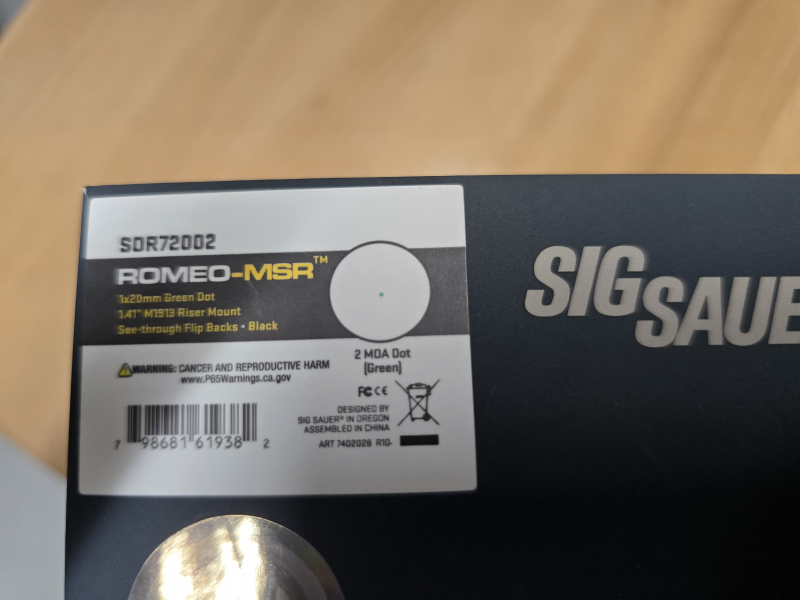 SOR72002
ROMEO-MSR™
1x20mm Green Dot
1.41" M1913 Riser Mount
See-through Flip Backs • Black
2 MOA Dot
(Green)
⚠WARNING: CANCER AND REPRODUCTIVE HARM
www.P65Warnings.ca.gov
FC CE
DESIGNED BY
SIG SAUER® IN OREGON
ASSEMBLED IN CHINA
ART 7402028 R10-
7 98681 61938 2
SIG
SAUE